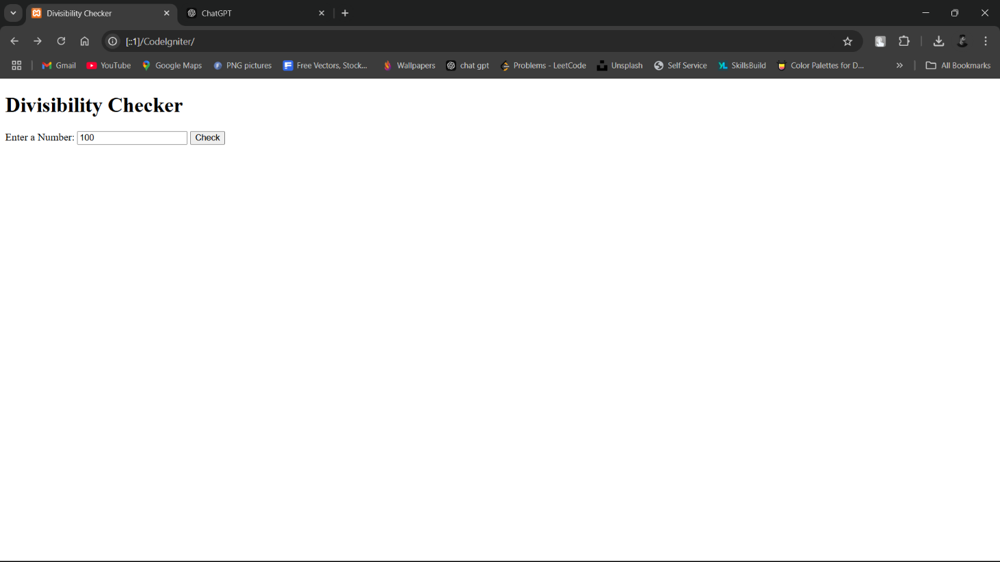 Divisibility Checker
ChatGPT
[::1]/CodeIgniter/
Gmail YouTube Google Maps PNG pictures Free Vectors, Stock... Wallpapers chat gpt Problems - LeetCode Unsplash Self Service SkillsBuild Color Palettes for D... » All Bookmarks
Divisibility Checker
Enter a Number: 100 Check